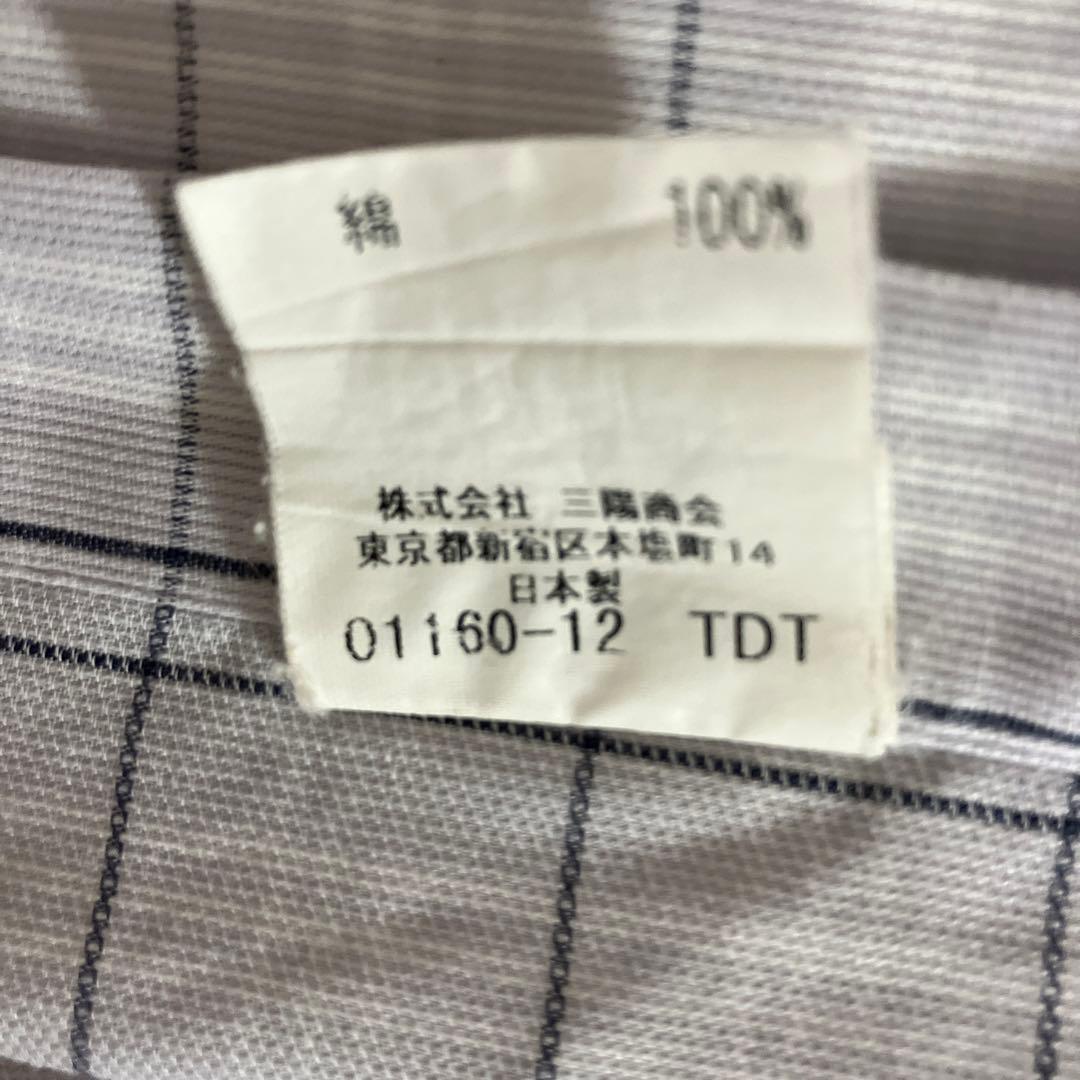 綿 100%
株式会社 三陽商会
東京都新宿区本塩町14
日本製
01160-12 TDT